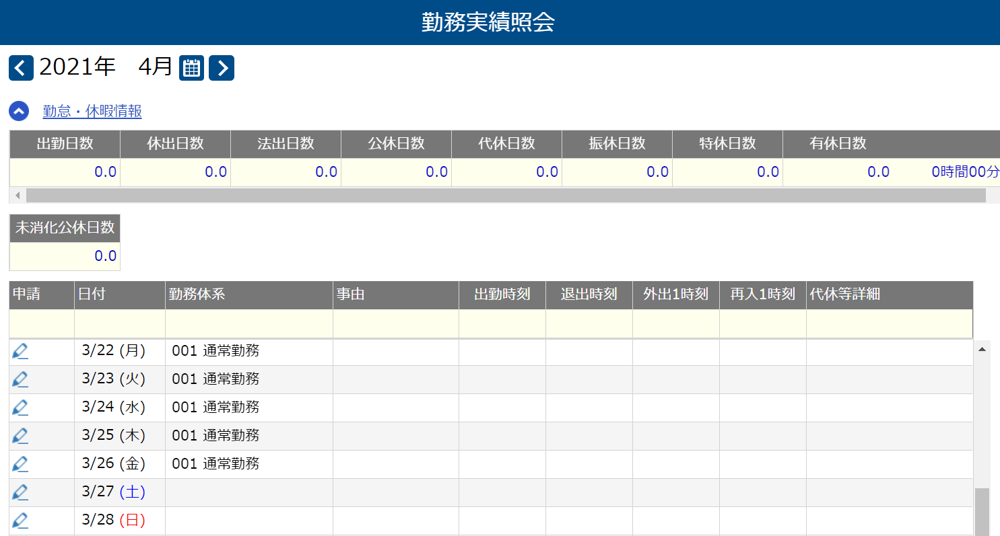 勤務実績照会
2021年　4月
勤怠・休暇情報
出勤日数 休出日数 法出日数 公休日数 代休日数 振休日数 特休日数 有休日数
0.0 0.0 0.0 0.0 0.0 0.0 0.0 0.0 0時間00分
未消化公休日数
0.0
申請 日付 勤務体系 事由 出勤時刻 退出時刻 外出1時刻 再入1時刻 代休等詳細
3/22 (月) 001 通常勤務
3/23 (火) 001 通常勤務
3/24 (水) 001 通常勤務
3/25 (木) 001 通常勤務
3/26 (金) 001 通常勤務
3/27 (土)
3/28 (日)